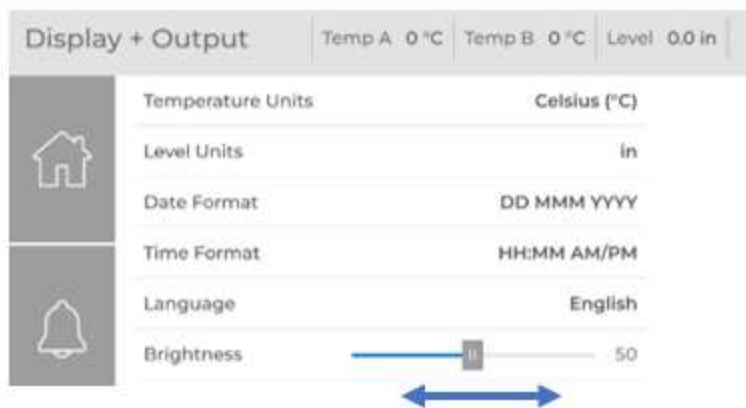 Display + Output Temp A 0 °C Temp B 0 °C Level 0.0 in
Temperature Units Celsius (°C)
Level Units in
Date Format DD MMM YYYY
Time Format HH:MM AM/PM
Language English
Brightness 50